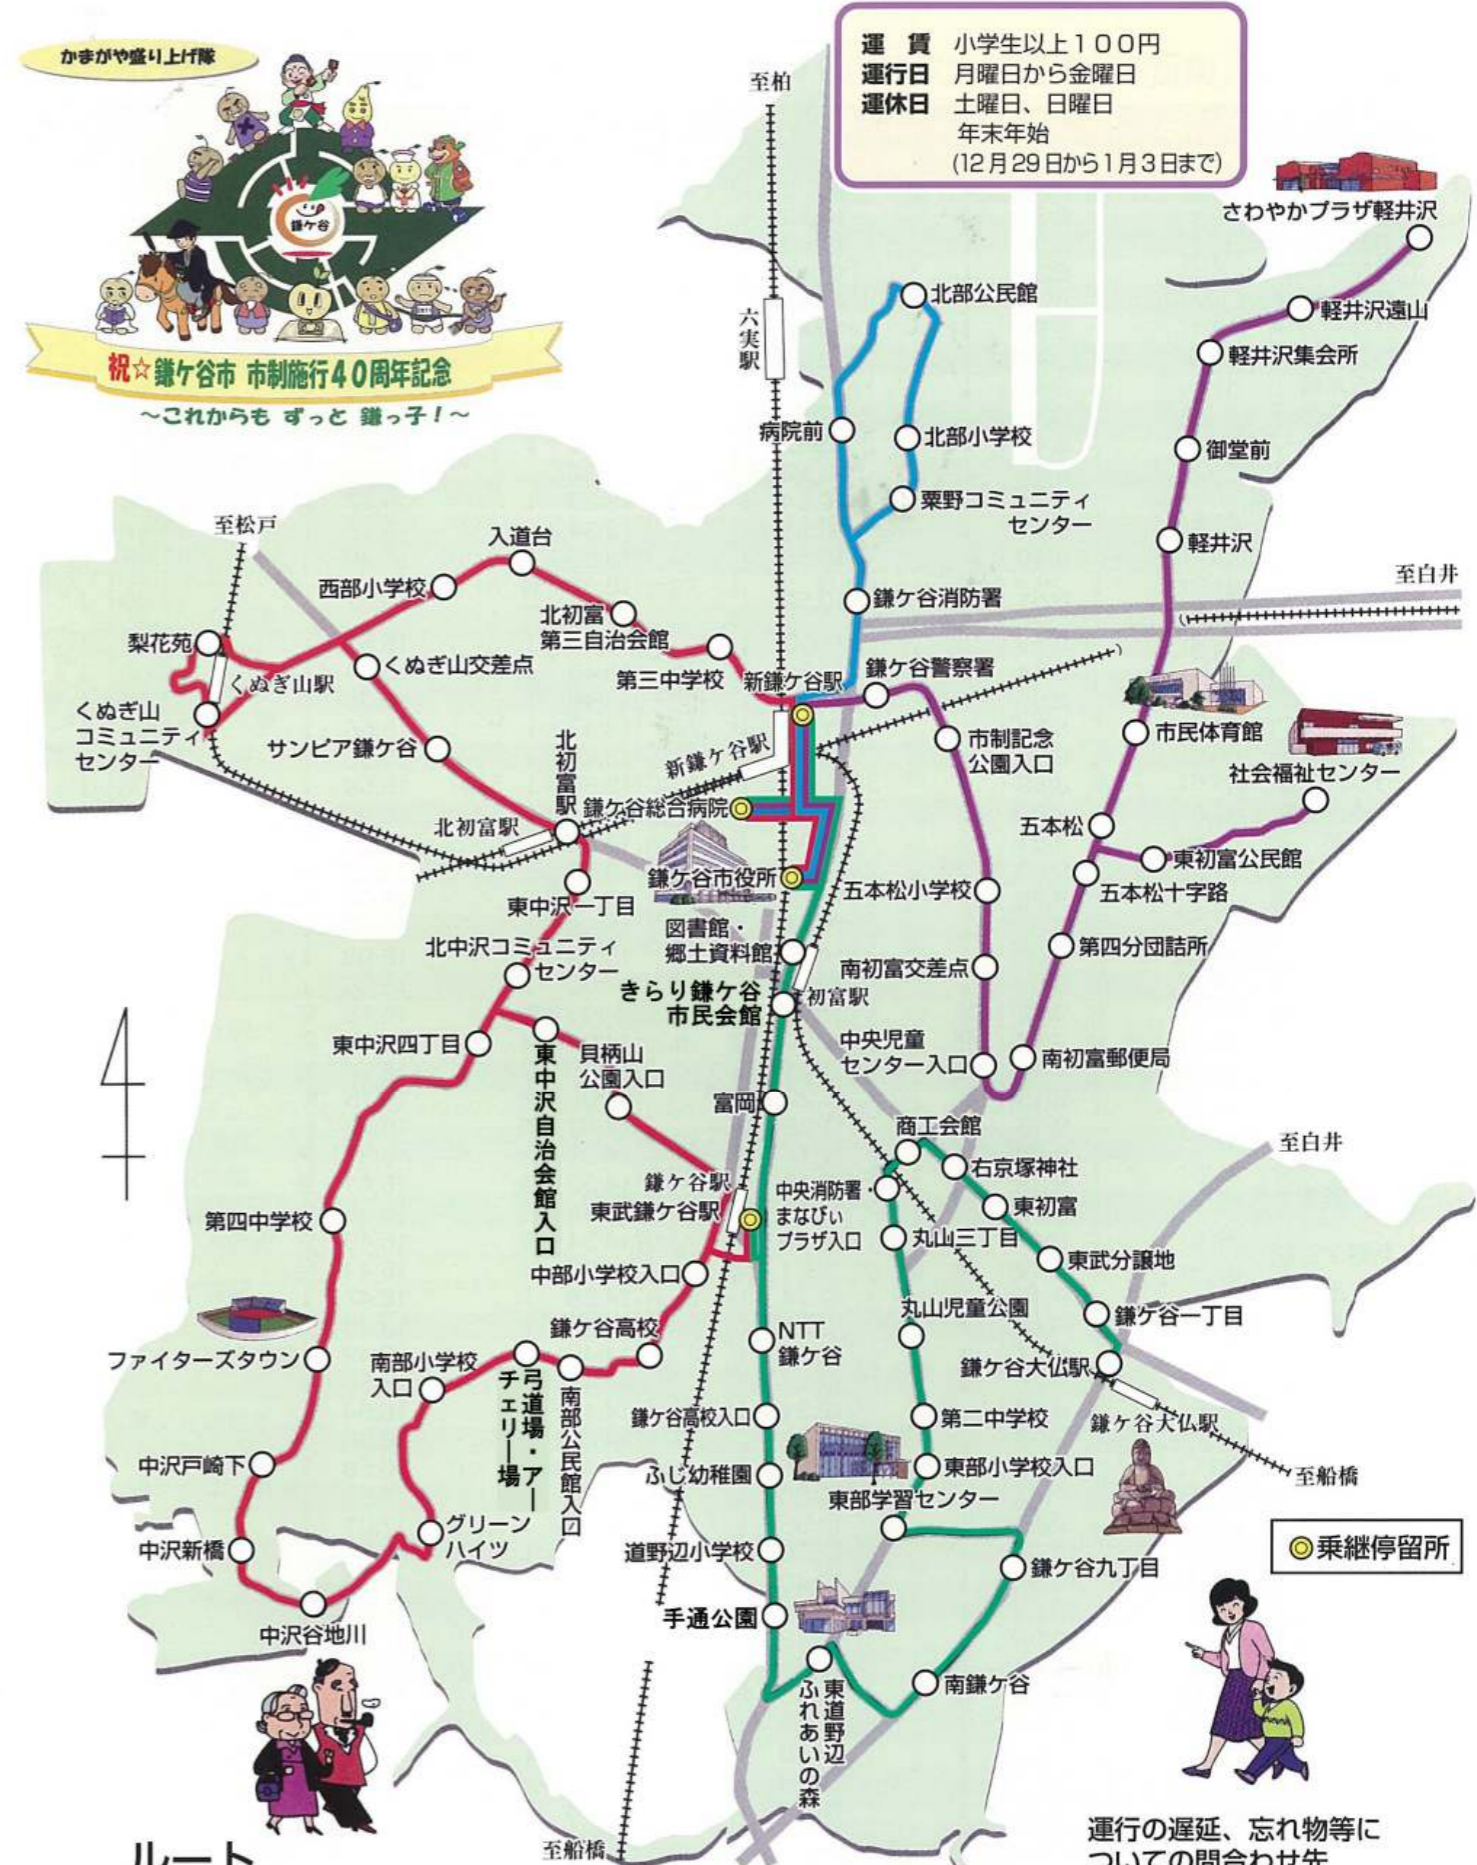 かまがや盛り上げ隊
鎌ケ谷
祝☆鎌ケ谷市 市制施行40周年記念
～これからも ずっと 鎌っ子！～
運　賃　小学生以上100円
運行日　月曜日から金曜日
運休日　土曜日、日曜日
年末年始
(12月29日から1月3日まで)
至柏
六実駅
さわやかプラザ軽井沢
軽井沢遠山
軽井沢集会所
御堂前
軽井沢
北部公民館
病院前
北部小学校
粟野コミュニティ
センター
鎌ケ谷消防署
至白井
至松戸
入道台
西部小学校
北初富
第三自治会館
第三中学校
梨花苑
くぬぎ山駅
くぬぎ山交差点
くぬぎ山
コミュニティ
センター
サンピア鎌ケ谷
北初富駅
北初富駅
新鎌ケ谷駅
新鎌ケ谷駅
鎌ケ谷警察署
市制記念
公園入口
市民体育館
社会福祉センター
鎌ケ谷総合病院
鎌ケ谷市役所
五本松
東初富公民館
五本松十字路
五本松小学校
第四分団詰所
南初富交差点
中央児童
センター入口
南初富郵便局
東中沢一丁目
北中沢コミュニティ
センター
図書館・
郷土資料館
きらり鎌ケ谷
市民会館
初富駅
東中沢四丁目
東中沢自治会館入口
貝柄山
公園入口
富岡
商工会館
右京塚神社
至白井
中央消防署・
まなびぃ
プラザ入口
東初富
丸山三丁目
東武分譲地
鎌ケ谷駅
東武鎌ケ谷駅
第四中学校
中部小学校入口
丸山児童公園
鎌ケ谷一丁目
鎌ケ谷高校
NTT
鎌ケ谷
ファイターズタウン
南部小学校
入口
弓道場・アー
チェリー場
南部公民館入口
鎌ケ谷大仏駅
鎌ケ谷大仏駅
鎌ケ谷高校入口
第二中学校
中沢戸崎下
ふじ幼稚園
東部小学校入口
至船橋
東部学習センター
グリーン
ハイツ
中沢新橋
道野辺小学校
鎌ケ谷九丁目
乗継停留所
手通公園
中沢谷地川
東道野辺
ふれあいの森
南鎌ケ谷
至船橋
ルート
運行の遅延、忘れ物等に
ついての問合わせ先